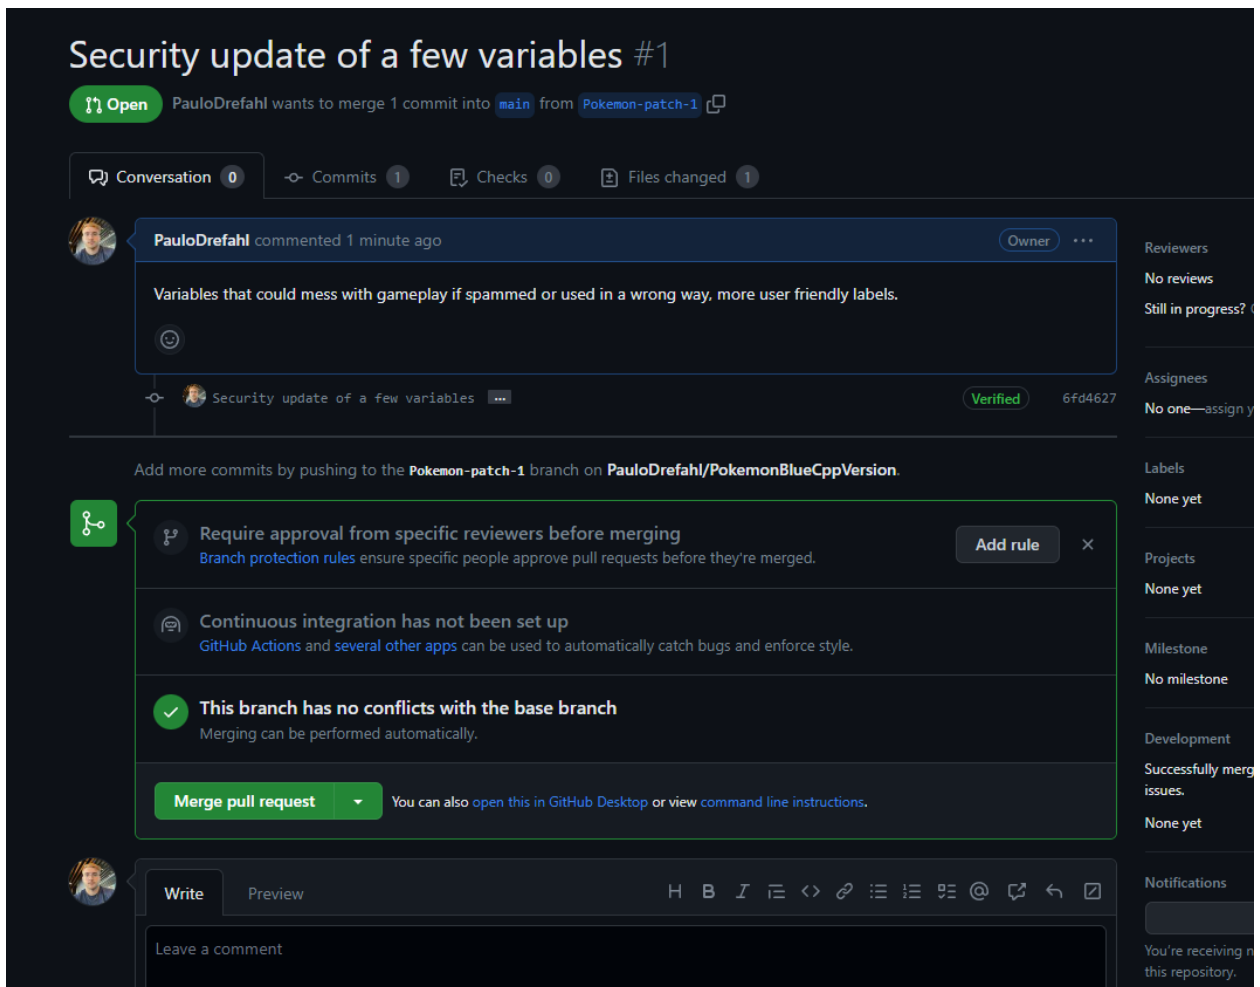 Security update of a few variables #1
Open PauloDrefahl wants to merge 1 commit into main from Pokemon-patch-1
Conversation 0 Commits 1 Checks 0 Files changed 1
PauloDrefahl commented 1 minute ago Owner
Variables that could mess with gameplay if spammed or used in a wrong way, more user friendly labels.
Security update of a few variables ... Verified 6fd4627
Add more commits by pushing to the Pokemon-patch-1 branch on PauloDrefahl/PokemonBlueCppVersion.
Require approval from specific reviewers before merging
Branch protection rules ensure specific people approve pull requests before they're merged.
Add rule
Continuous integration has not been set up
GitHub Actions and several other apps can be used to automatically catch bugs and enforce style.
This branch has no conflicts with the base branch
Merging can be performed automatically.
Merge pull request You can also open this in GitHub Desktop or view command line instructions.
Write Preview
Leave a comment
Reviewers
No reviews
Still in progress?
Assignees
No one—assign y
Labels
None yet
Projects
None yet
Milestone
No milestone
Development
Successfully merg
issues.
None yet
Notifications
You're receiving n
this repository.